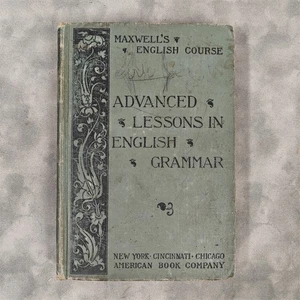 MAXWELL'S
ENGLISH COURSE
ADVANCED
LESSONS IN
ENGLISH
GRAMMAR
NEW YORK · CINCINNATI · CHICAGO
AMERICAN BOOK COMPANY